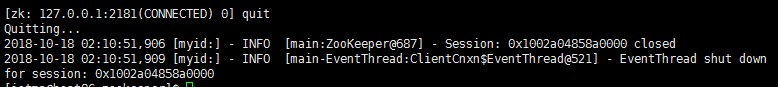 [zk: 127.0.0.1:2181(CONNECTED) 0] quit
Quitting...
2018-10-18 02:10:51,906 [myid:] - INFO  [main:ZooKeeper@687] - Session: 0x1002a04858a0000 closed
2018-10-18 02:10:51,909 [myid:] - INFO  [main-EventThread:ClientCnxn$EventThread@521] - EventThread shut down
for session: 0x1002a04858a0000